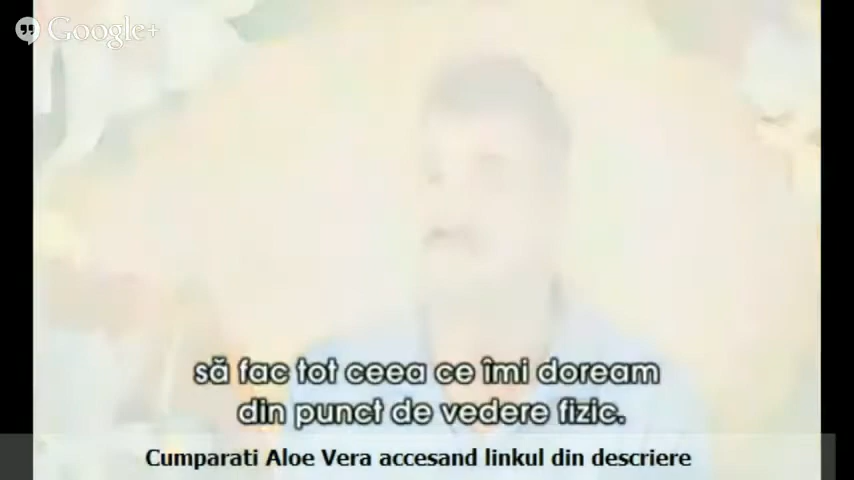 Google+
să fac tot ceea ce îmi doream
din punct de vedere fizic.
Cumparati Aloe Vera accesand linkul din descriere